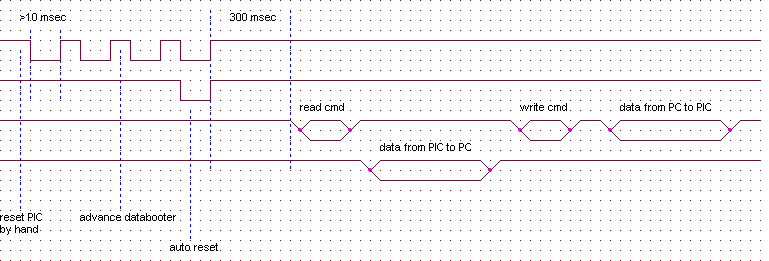 >10 msec
300 msec
read cmd
write cmd
data from PC to PIC
data from PIC to PC
reset PIC
by hand
advance databooter
auto reset